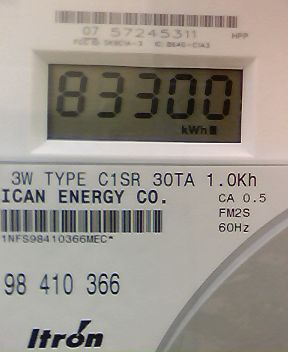 07 57245311 HPP
83300
kWh
3W TYPE C1SR 30TA 1.0Kh
ICAN ENERGY CO.
CA 0.5
FM2S
60Hz
1NFS98410366MEC*
98 410 366
Itron